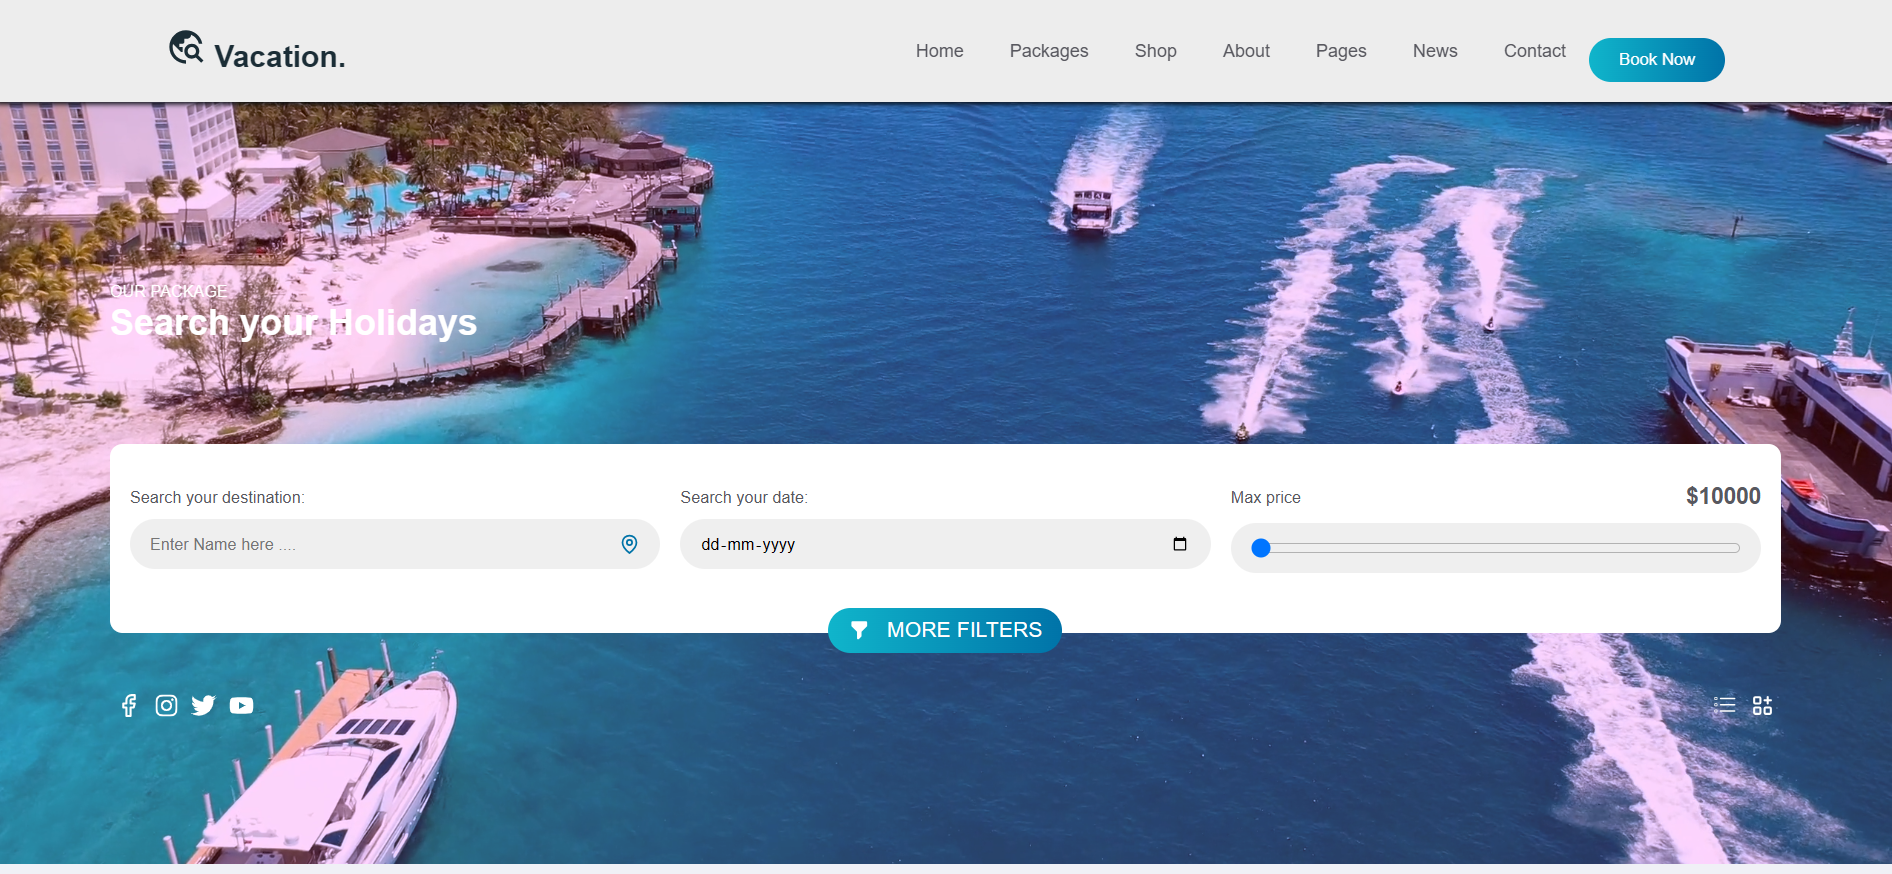 Vacation.
Home Packages Shop About Pages News Contact Book Now
OUR PACKAGE
Search your Holidays
Search your destination: Search your date: Max price $10000
Enter Name here .... dd-mm-yyyy
MORE FILTERS